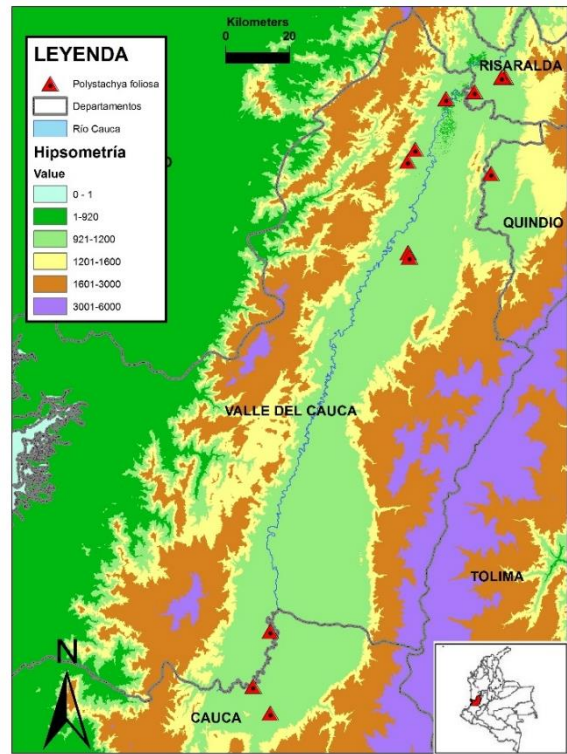 Kilometers
0 20
LEYENDA
Polystachya foliosa
Departamentos
Río Cauca
Hipsometría
Value
0 - 1
1-920
921-1200
1201-1600
1601-3000
3001-6000
RISARALDA
QUINDIO
VALLE DEL CAUCA
TOLIMA
CAUCA
N